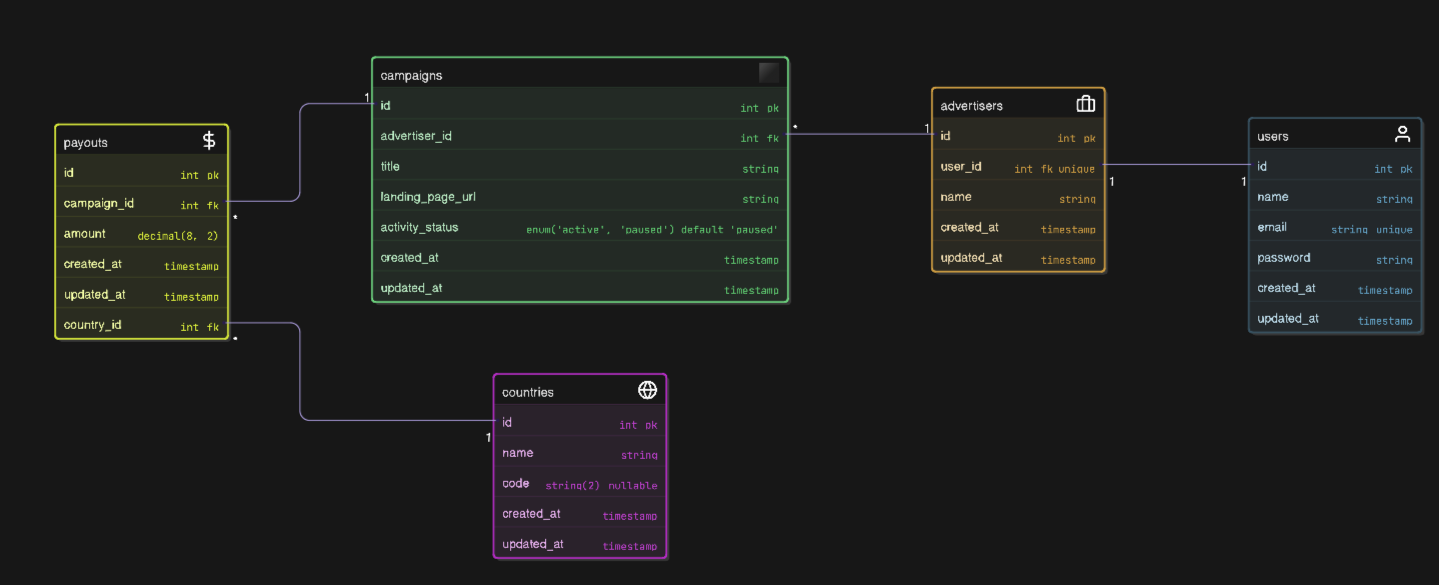 payouts
id int pk
campaign_id int fk
amount decimal(8, 2)
created_at timestamp
updated_at timestamp
country_id int fk
*
*
1
campaigns
id int pk
advertiser_id int fk
title string
landing_page_url string
activity_status enum('active', 'paused') default 'paused'
created_at timestamp
updated_at timestamp
*
1
advertisers
id int pk
user_id int fk unique
name string
created_at timestamp
updated_at timestamp
1
1
users
id int pk
name string
email string unique
password string
created_at timestamp
updated_at timestamp
1
countries
id int pk
name string
code string(2) nullable
created_at timestamp
updated_at timestamp